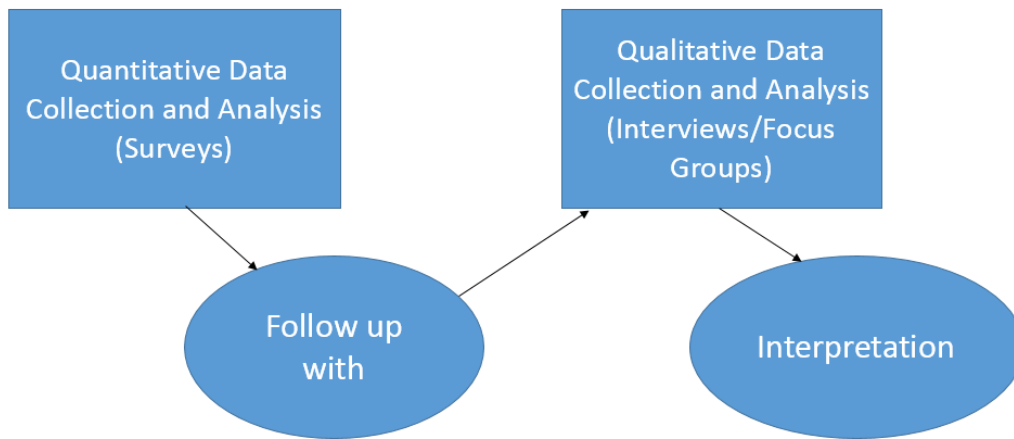 Quantitative Data
Collection and Analysis
(Surveys)
Follow up
with
Qualitative Data
Collection and Analysis
(Interviews/Focus
Groups)
Interpretation